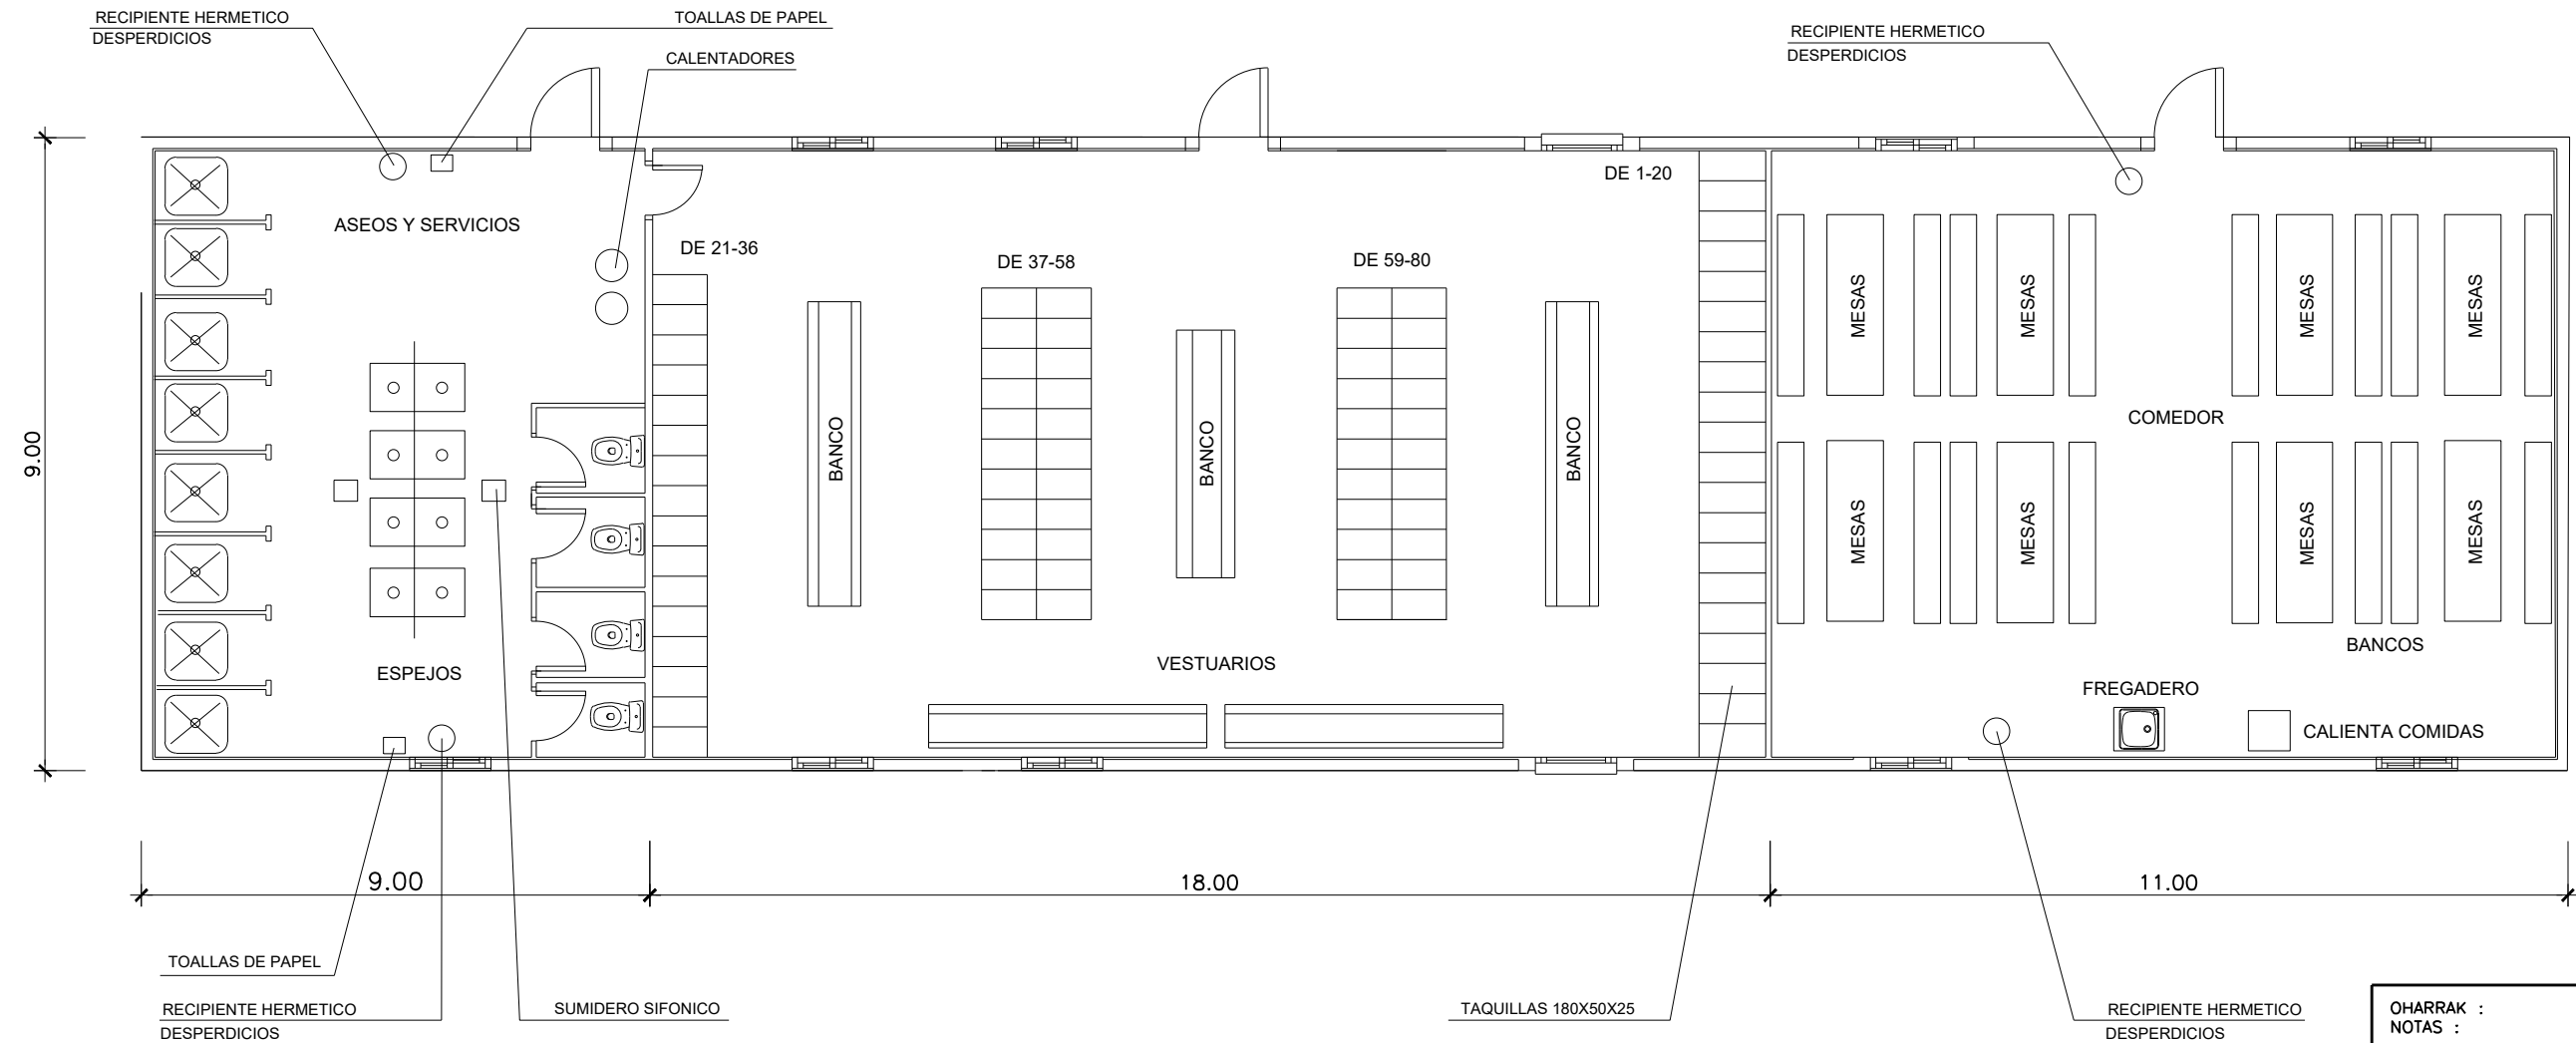 RECIPIENTE HERMETICO
DESPERDICIOS
TOALLAS DE PAPEL
CALENTADORES
RECIPIENTE HERMETICO
DESPERDICIOS
DE 1-20
ASEOS Y SERVICIOS
DE 21-36
DE 37-58
DE 59-80
MESAS
MESAS
MESAS
MESAS
COMEDOR
9.00
BANCO
BANCO
BANCO
MESAS
MESAS
MESAS
MESAS
BANCOS
ESPEJOS
VESTUARIOS
FREGADERO
CALIENTA COMIDAS
9.00
18.00
11.00
TOALLAS DE PAPEL
RECIPIENTE HERMETICO
DESPERDICIOS
SUMIDERO SIFONICO
TAQUILLAS 180X50X25
RECIPIENTE HERMETICO
DESPERDICIOS
OHARRAK :
NOTAS :